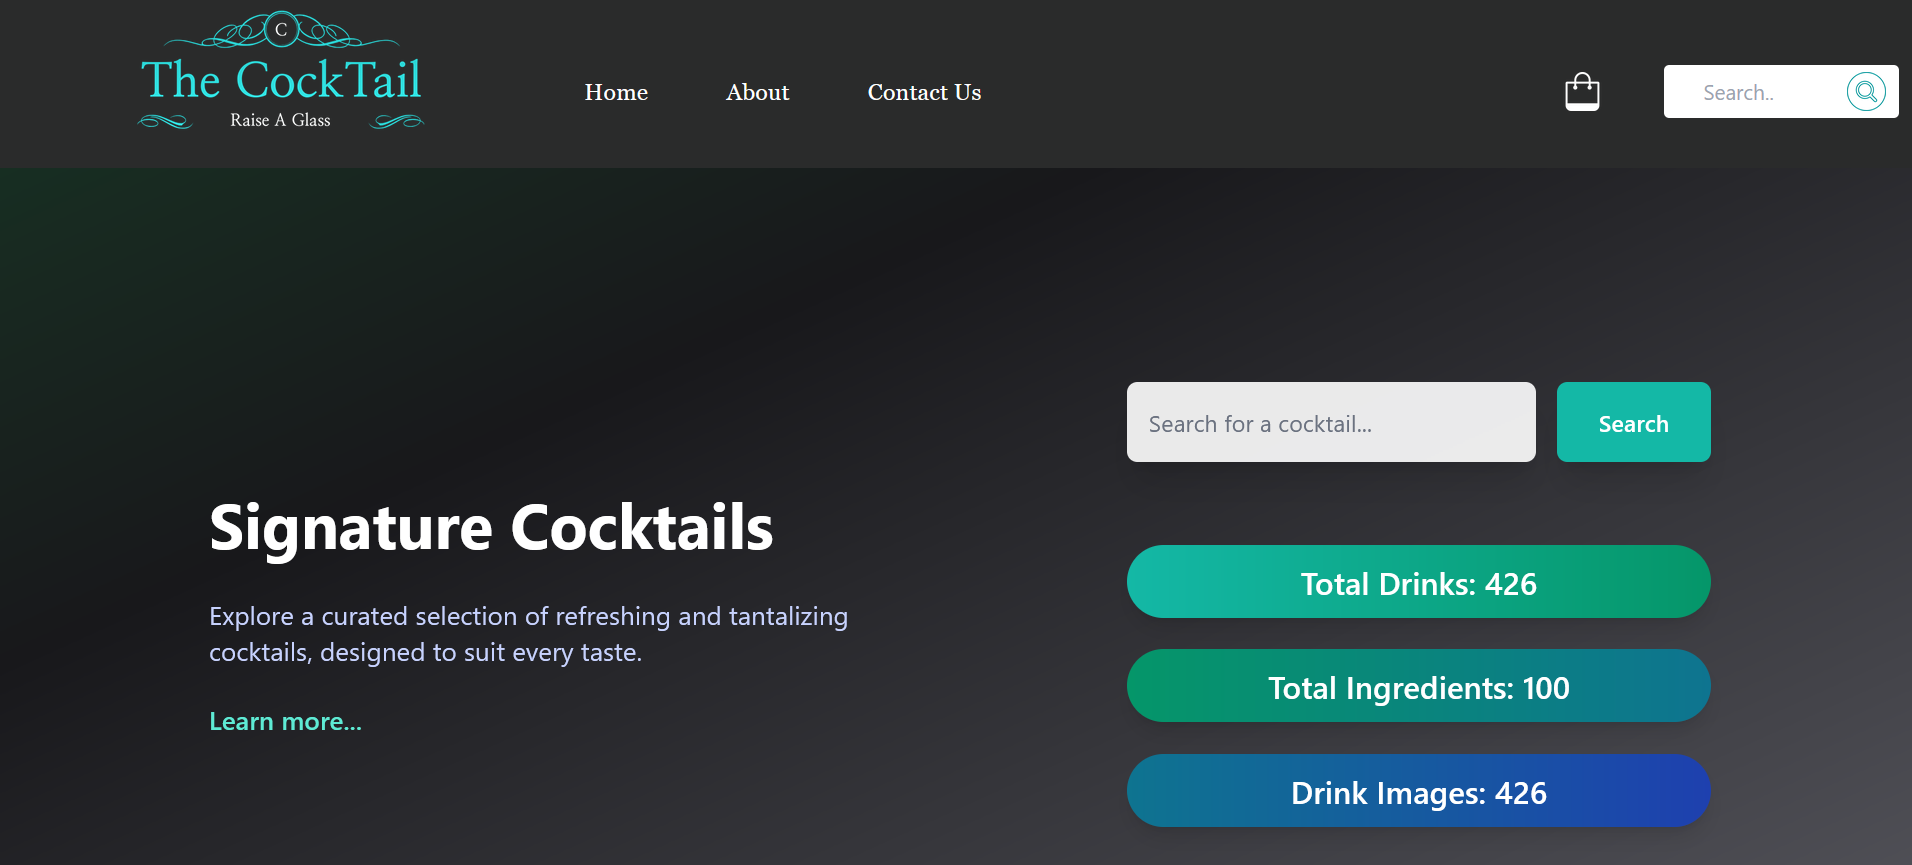 C
The CockTail
Raise A Glass
Home
About
Contact Us
Search..
Search for a cocktail...
Search
Signature Cocktails
Explore a curated selection of refreshing and tantalizing
cocktails, designed to suit every taste.
Learn more...
Total Drinks: 426
Total Ingredients: 100
Drink Images: 426